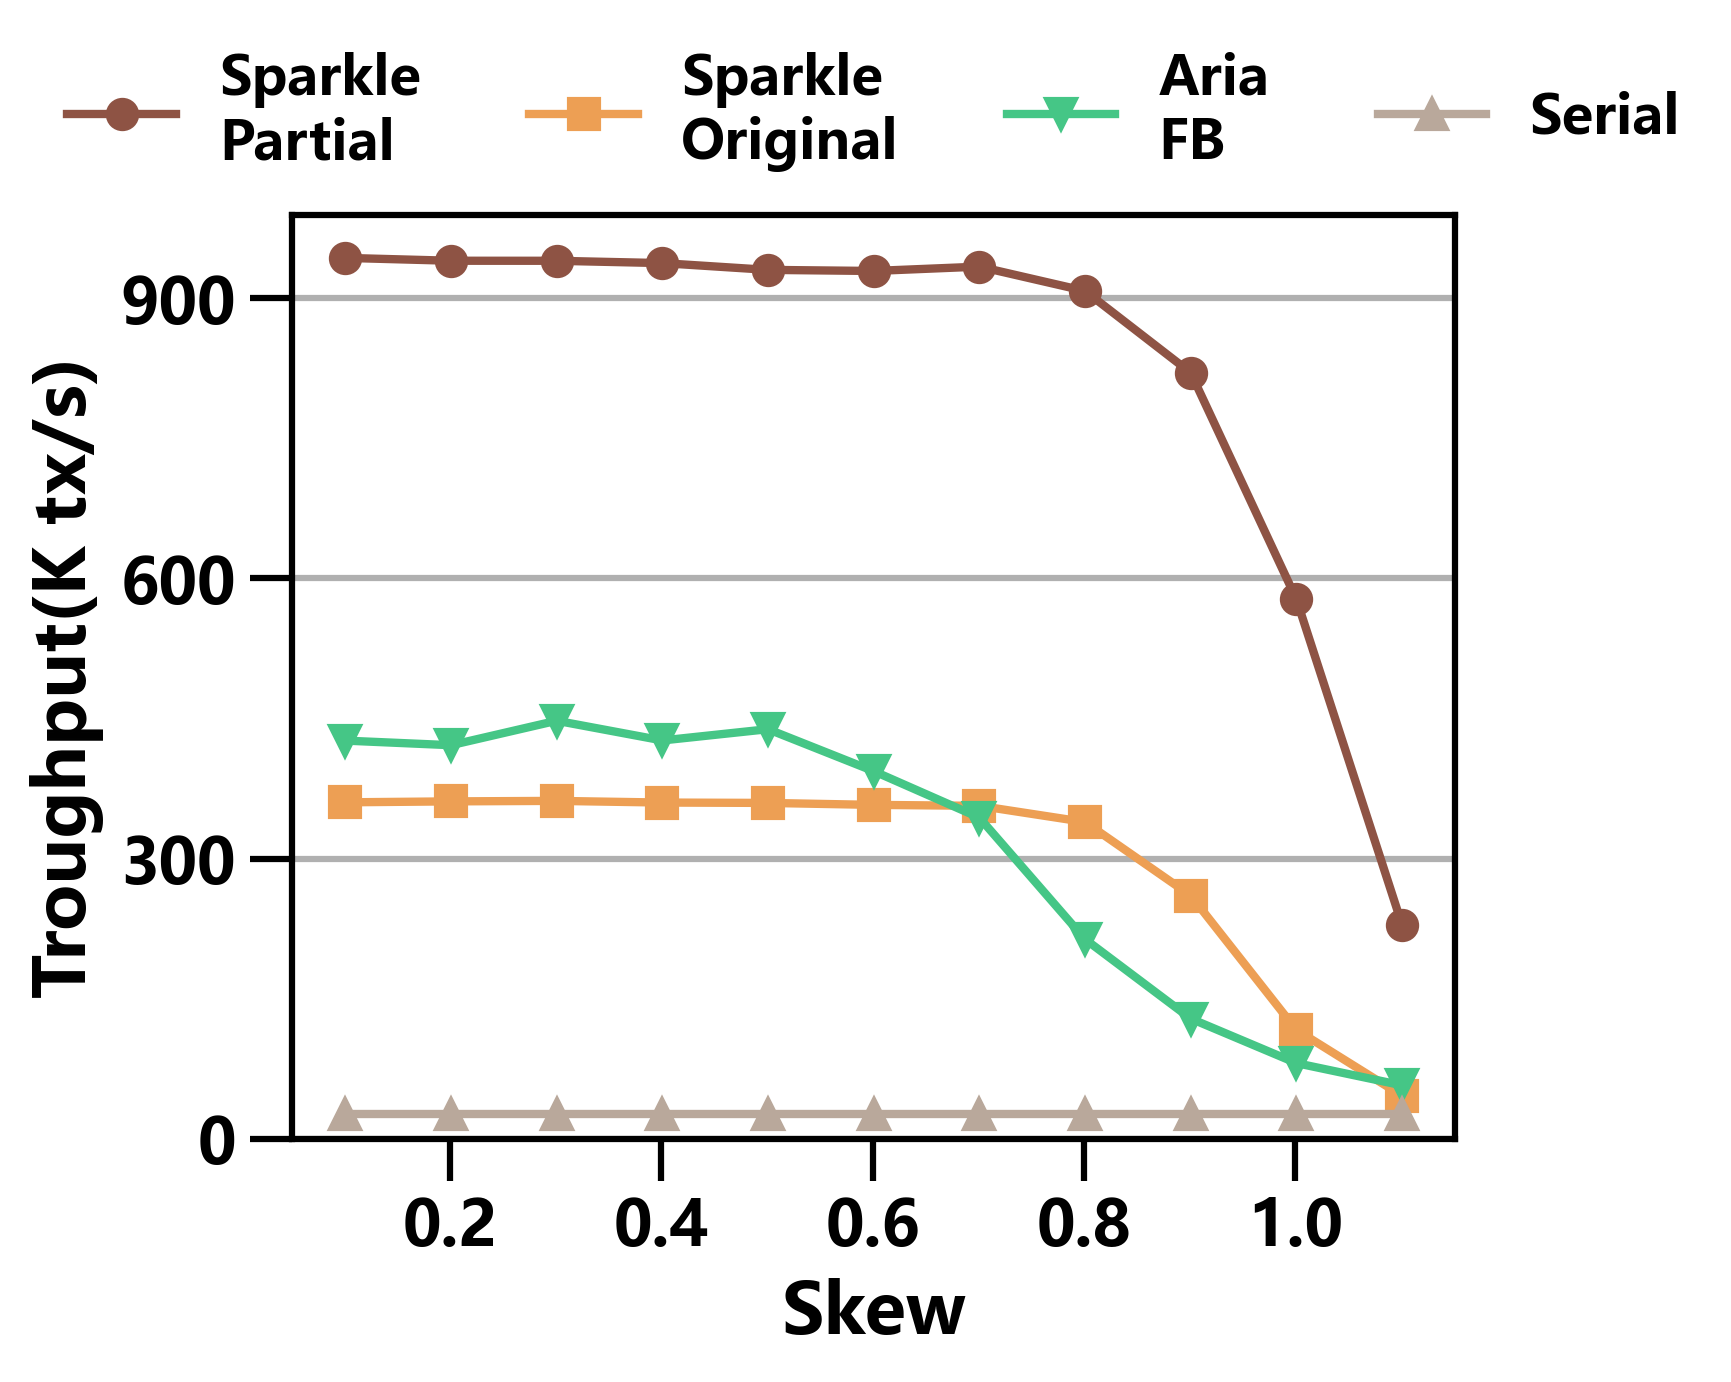 Sparkle
Partial
Sparkle
Original
Aria
FB
Serial
Troughput(K tx/s)
900
600
300
0
0.2
0.4
0.6
0.8
1.0
Skew